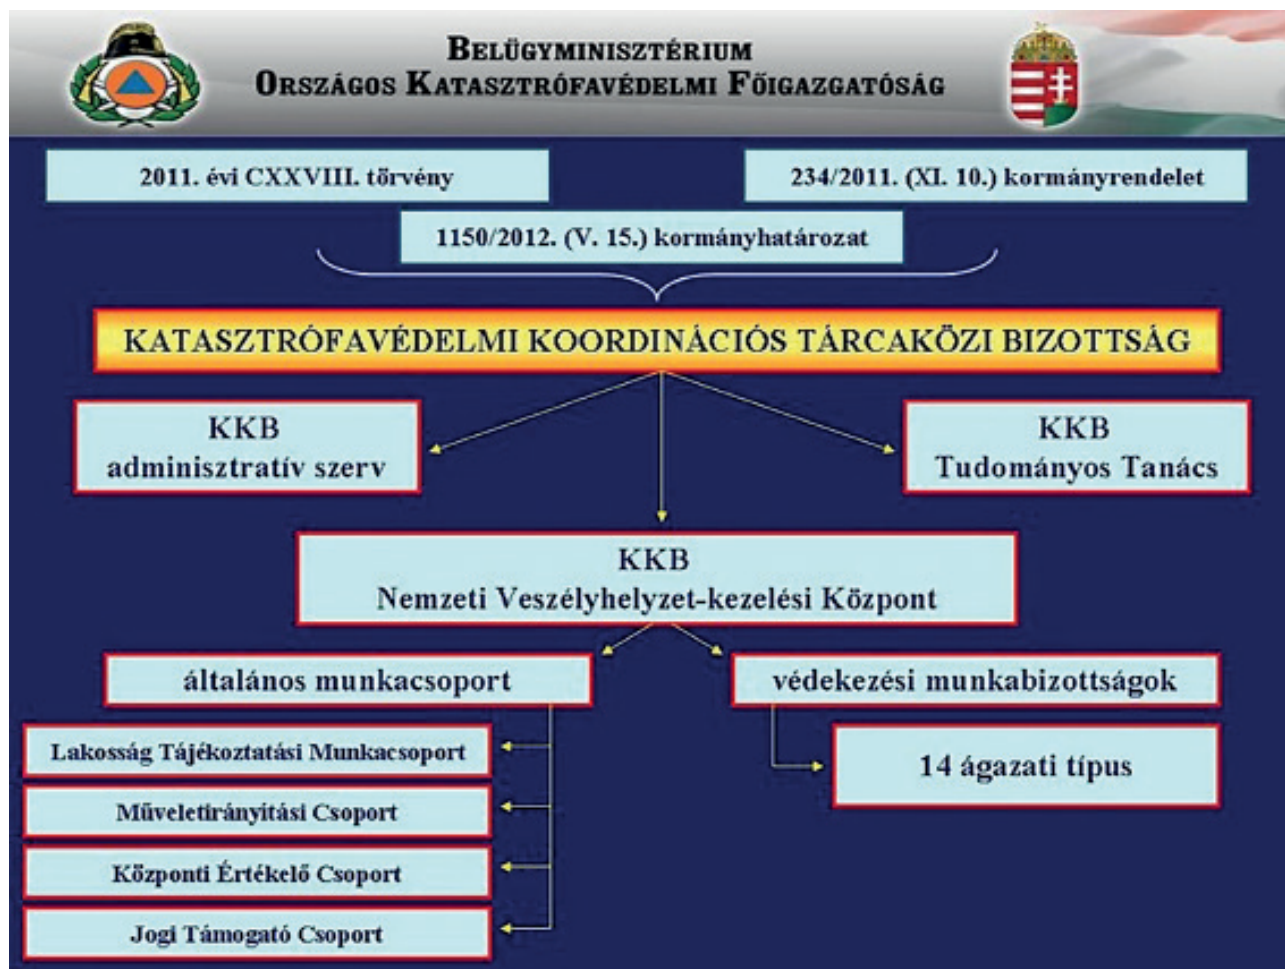 BELÜGYMINISZTÉRIUM
ORSZÁGOS KATASZTRÓFAVÉDELMI FŐIGAZGATÓSÁG
2011. évi CXXVIII. törvény
234/2011. (XI. 10.) kormányrendelet
1150/2012. (V. 15.) kormányhatározat
KATASZTRÓFAVÉDELMI KOORDINÁCIÓS TÁRCAKÖZI BIZOTTSÁG
KKB
adminisztratív szerv
KKB
Tudományos Tanács
KKB
Nemzeti Veszélyhelyzet-kezelési Központ
általános munkacsoport
védekezési munkabizottságok
Lakosság Tájékoztatási Munkacsoport
Műveletirányítási Csoport
Központi Értékelő Csoport
Jogi Támogató Csoport
14 ágazati típus